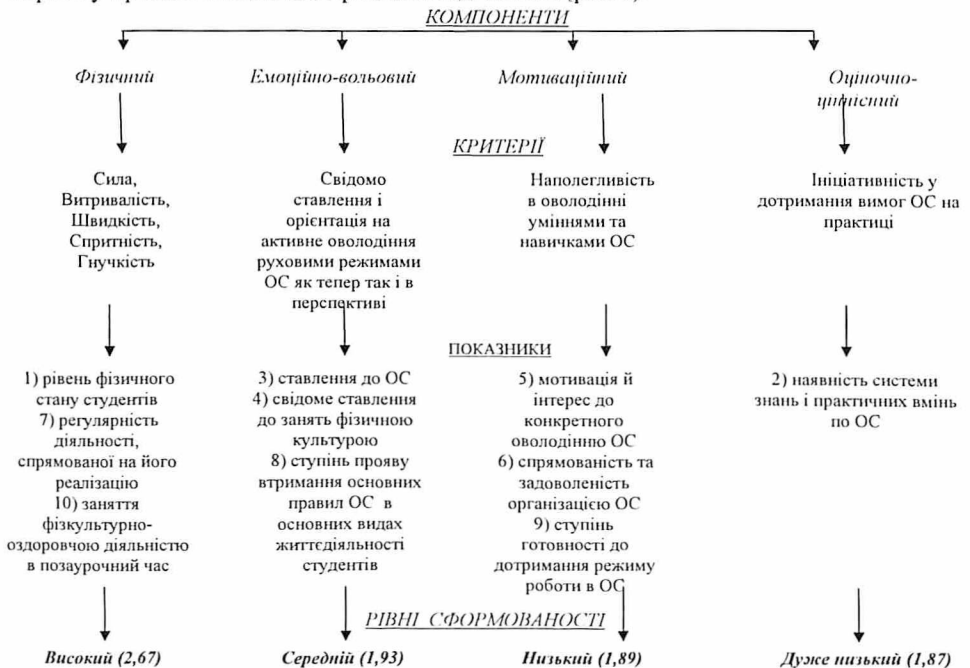 КОМПОНЕНТИ
Фізичний
Емоційно-вольовий
Мотиваційний
Оціночно-
ціннісний
КРИТЕРІЇ
Сила,
Витривалість,
Швидкість,
Спритність,
Гнучкість
Свідомо
ставлення і
орієнтація на
активне оволодіння
руховими режимами
ОС як тепер так і в
перспективі
Наполегливість
в оволодінні
уміннями та
навичками ОС
Ініціативність у
дотримання вимог ОС на
практиці
ПОКАЗНИКИ
1) рівень фізичного
стану студентів
7) регулярність
діяльності,
спрямованої на його
реалізацію
10) заняття
фізкультурно-
оздоровчою діяльністю
в позаурочний час
3) ставлення до ОС
4) свідоме ставлення
до занять фізичною
культурою
8) ступінь прояву
втримання основних
правил ОС в
основних видах
життєдіяльності
студентів
5) мотивація й
інтерес до
конкретного
оволодінню ОС
6) спрямованість та
задоволеність
організацією ОС
9) ступінь
готовності до
дотримання режиму
роботи в ОС
2) наявність системи
знань і практичних вмінь
по ОС
РІВНІ СФОРМОВАНОСТІ
Високий (2,67)
Середній (1,93)
Низький (1,89)
Дуже низький (1,87)